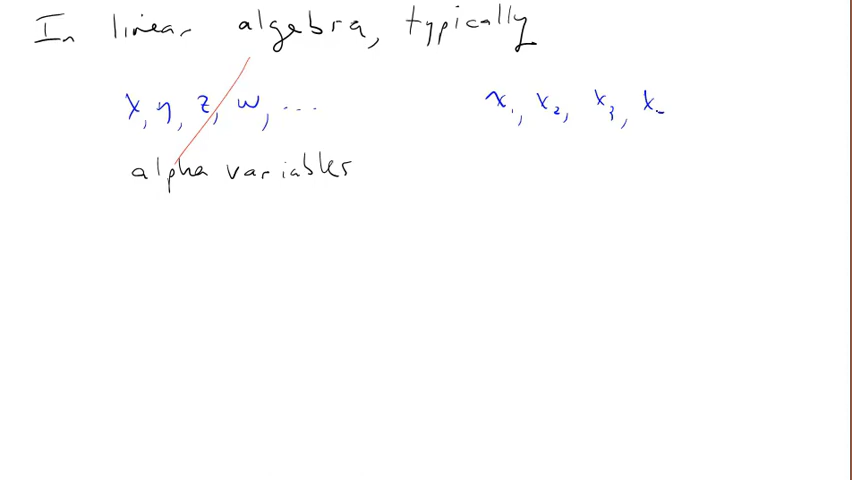 In linear algebra, typically
x, y, z, w, ... x₁, x₂, x₃, x
alpha variables